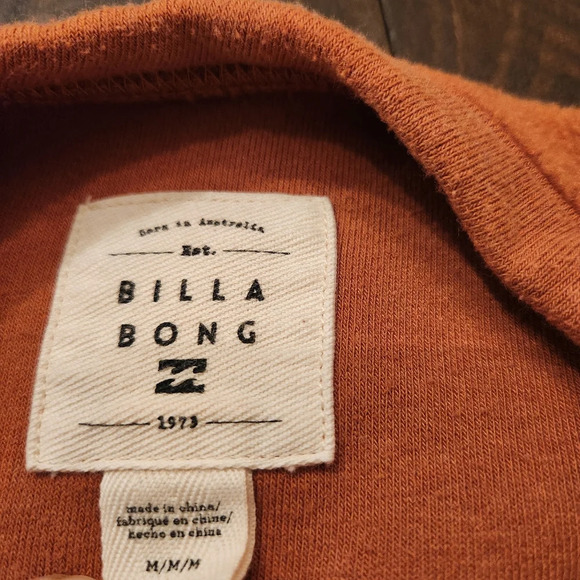 Born in Australia
Est.
BILLA
BONG
1973
made in china/
fabriqué en chine/
hecho en china
M/M/M